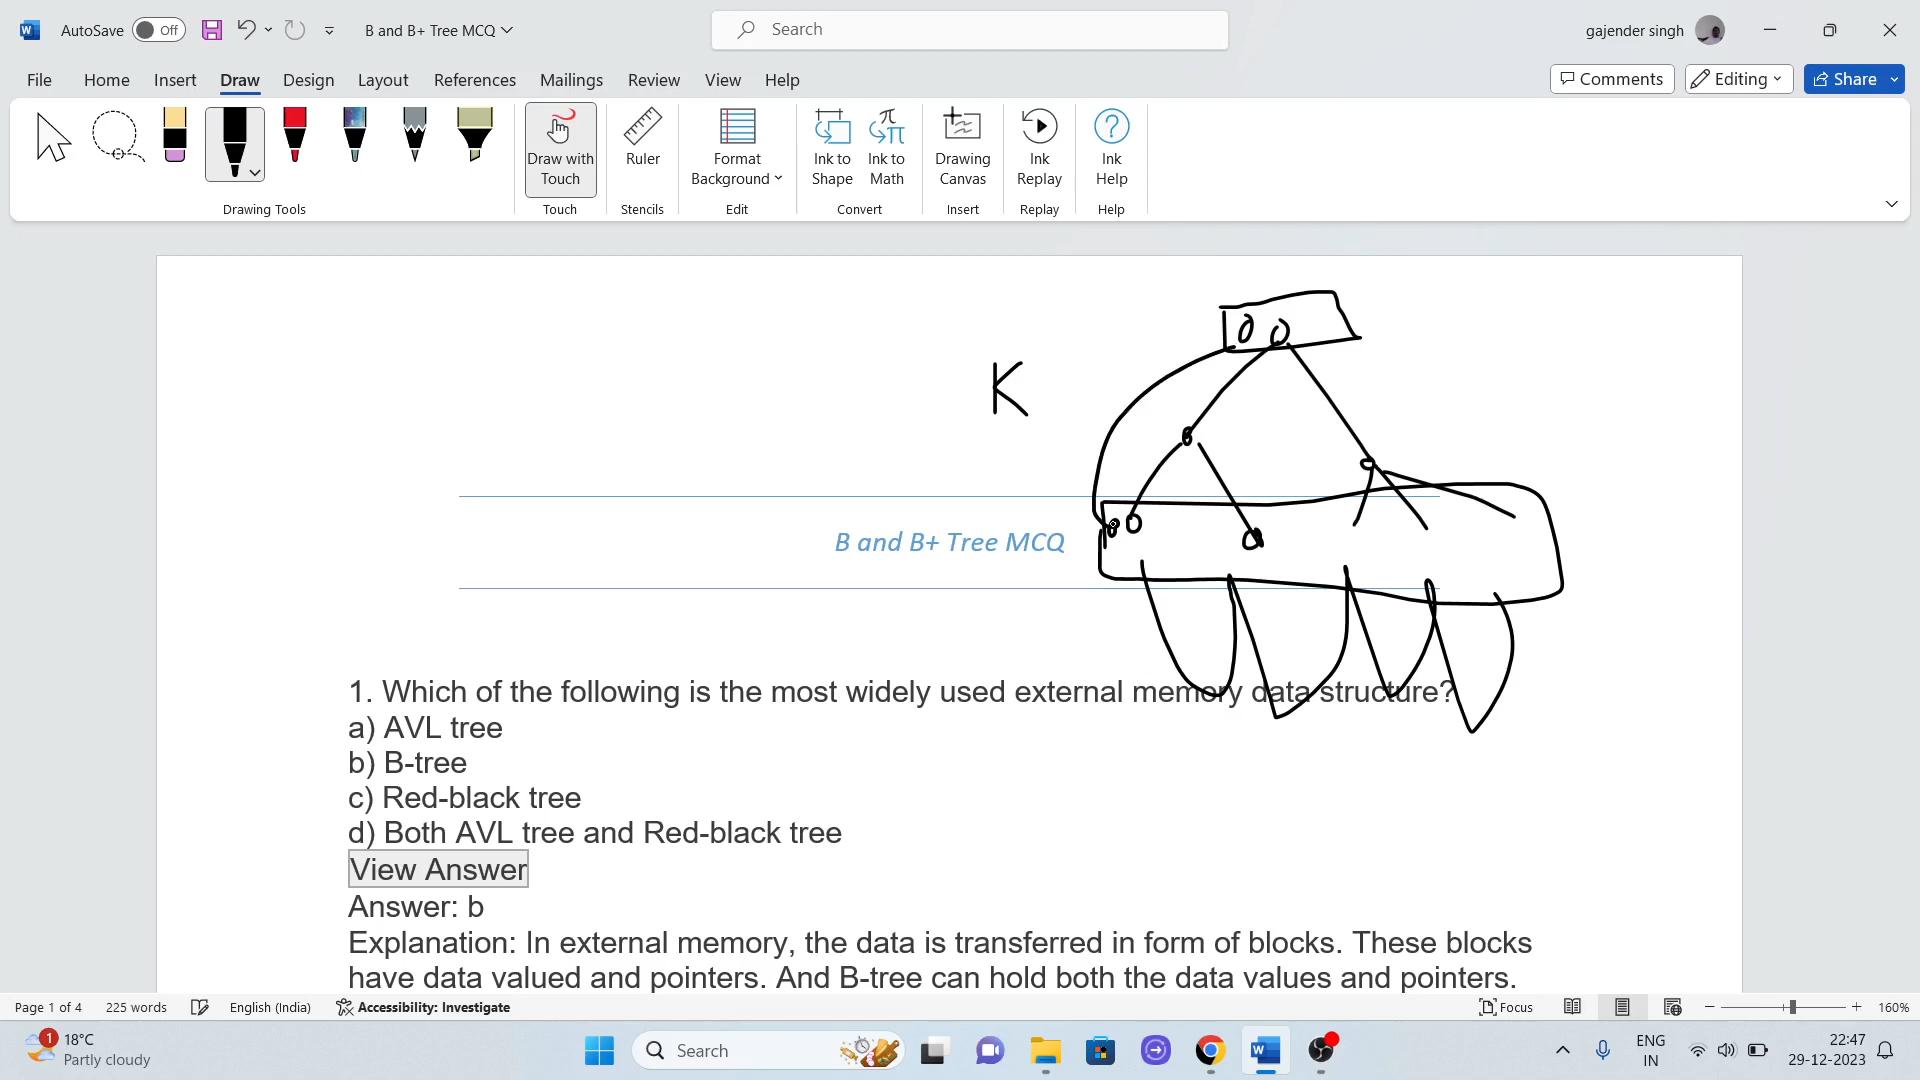 AutoSave Off B and B+ Tree MCQ Search gajender singh
File Home Insert Draw Design Layout References Mailings Review View Help Comments Editing Share
Draw with Touch
Ruler
Format Background
Ink to Shape
Ink to Math
Drawing Canvas
Ink Replay
Ink Help
Drawing Tools Touch Stencils Edit Convert Insert Replay Help
K
B and B+ Tree MCQ
1. Which of the following is the most widely used external memory data structure?
a) AVL tree
b) B-tree
c) Red-black tree
d) Both AVL tree and Red-black tree
View Answer
Answer: b
Explanation: In external memory, the data is transferred in form of blocks. These blocks
have data valued and pointers. And B-tree can hold both the data values and pointers.
Page 1 of 4 225 words English (India) Accessibility: Investigate Focus 160%
1 18°C
Partly cloudy
Search
ENG
IN
22:47
29-12-2023